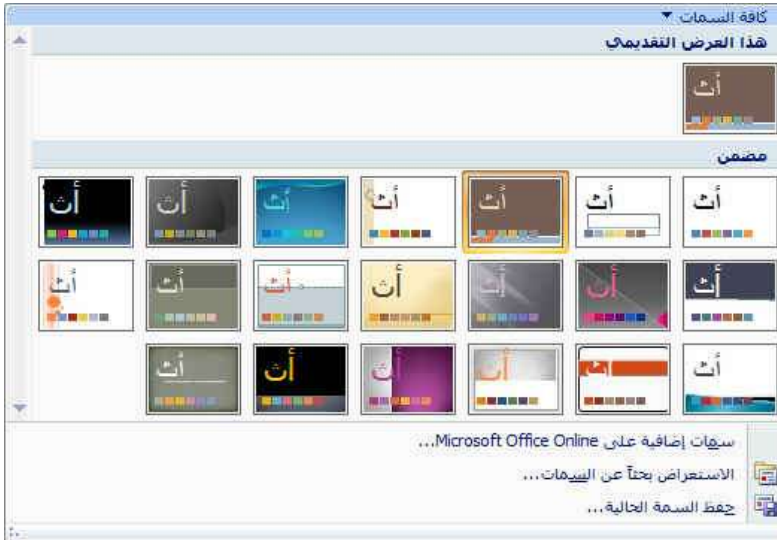 كافة السمات
هذا العرض التقديمي
أث
مضمن
أث أث أث أث أث أث أث
أث أث أث أث أث أث أث
أث أث أث أث أث أث
سمات إضافية على Microsoft Office Online...
الاستعراض بحثاً عن السمات...
حفظ السمة الحالية...